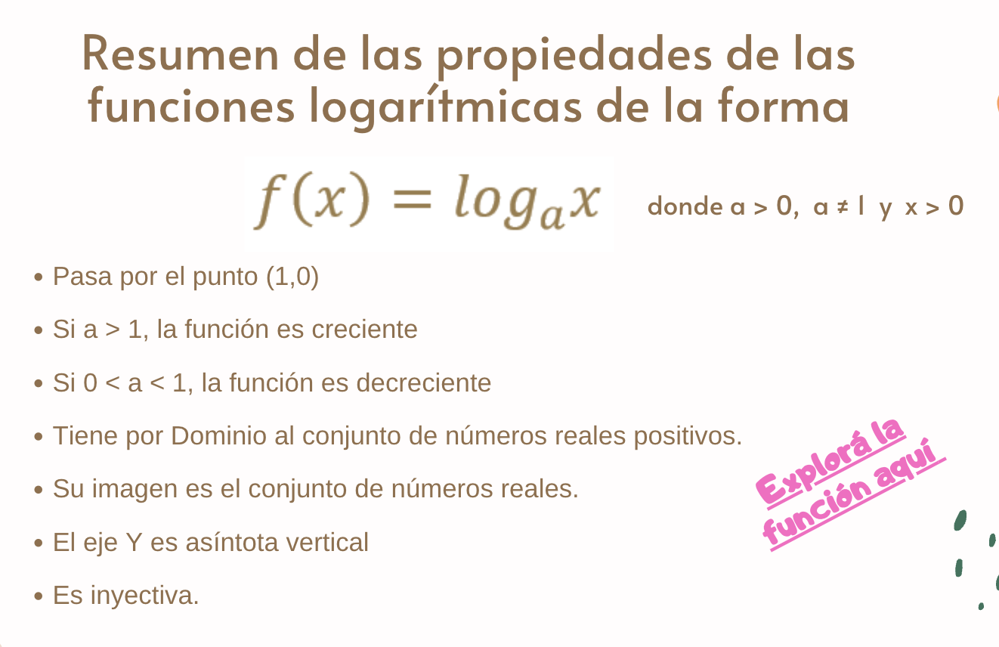 Resumen de las propiedades de las
funciones logarítmicas de la forma
f(x) = logₐx donde a > 0, a ≠ 1 y x > 0
• Pasa por el punto (1,0)
• Si a > 1, la función es creciente
• Si 0 < a < 1, la función es decreciente
• Tiene por Dominio al conjunto de números reales positivos.
• Su imagen es el conjunto de números reales.
• El eje Y es asíntota vertical
• Es inyectiva.
Explorá la
función aquí